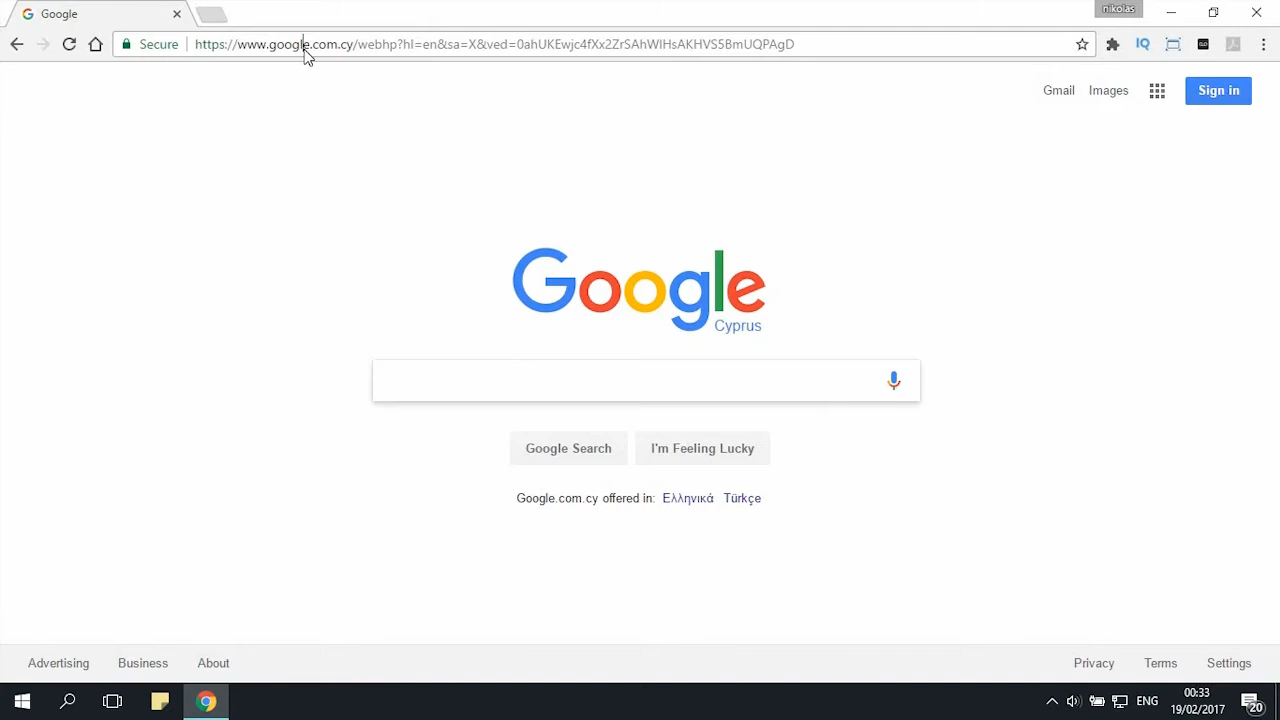 Google
nikolas
Secure
https://www.google.com.cy/webhp?hl=en&sa=X&ved=0ahUKEwjc4fXx2ZrSAhWIHsAKHVS5BmUQPAgD
IQ
Gmail
Images
Sign in
Google
Cyprus
Google Search
I'm Feeling Lucky
Google.com.cy offered in: Ελληνικά Türkçe
Advertising
Business
About
Privacy
Terms
Settings
ENG
00:33
19/02/2017
20